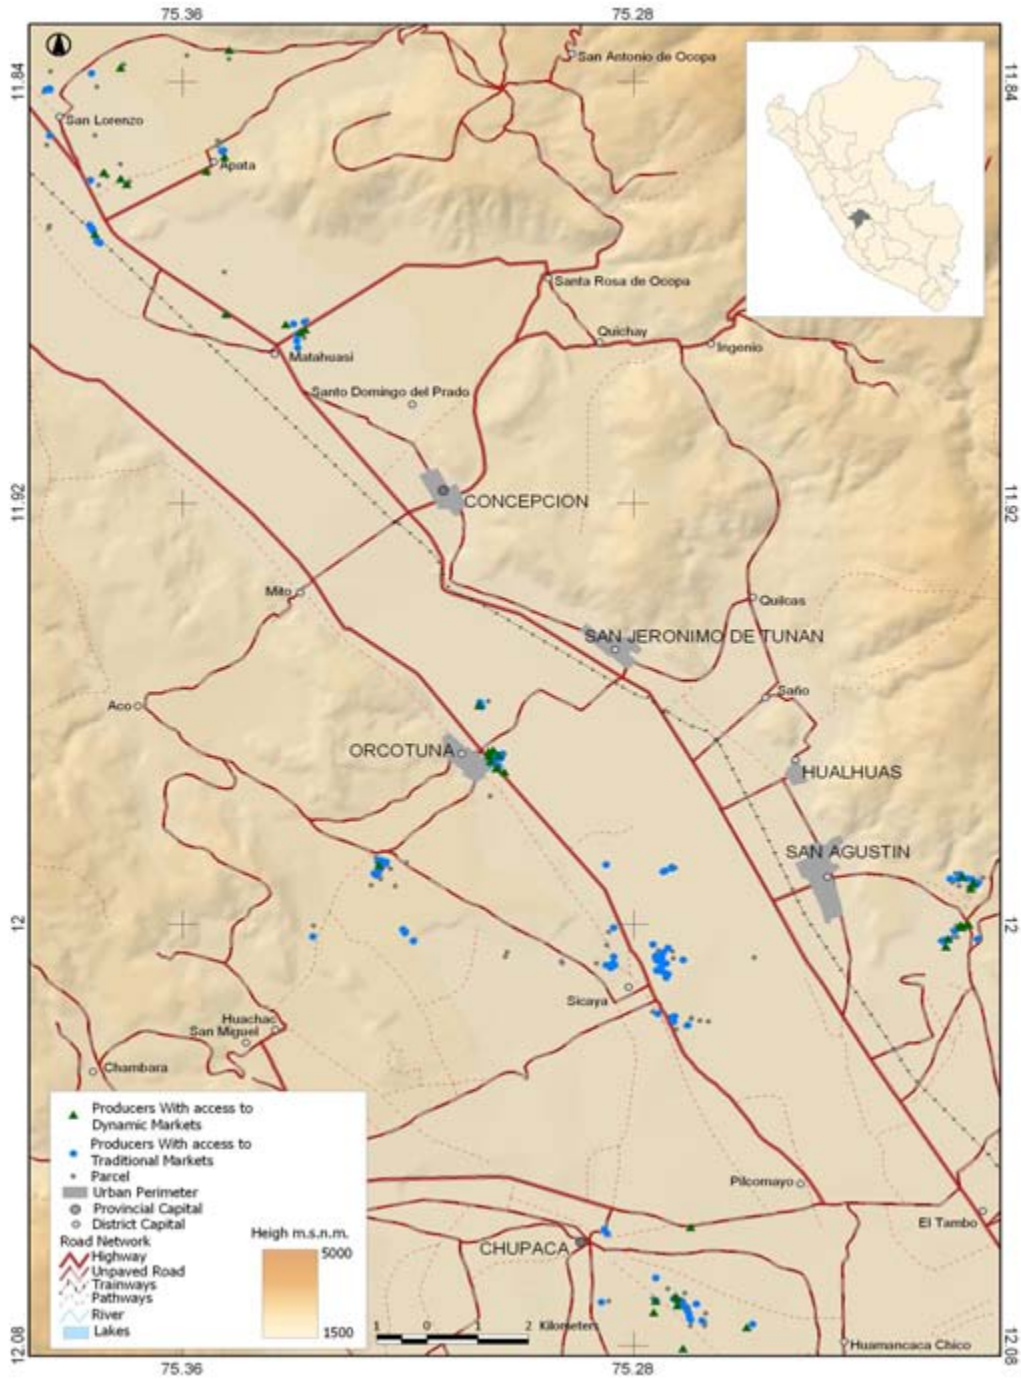 75.36
75.28
11.84
11.84
San Antonio de Ocopa
San Lorenzo
Apata
Santa Rosa de Ocopa
Quichay
Ingenio
Matahuasi
Santo Domingo del Prado
11.92
11.92
CONCEPCION
Mito
Quilcas
SAN JERONIMO DE TUNAN
Saño
Aco
ORCOTUNA
HUALHUAS
SAN AGUSTIN
12
12
Sicaya
Huachac
San Miguel
Chambara
Pilcomayo
El Tambo
CHUPACA
Huamancaca Chico
Producers With access to
Dynamic Markets
Producers With access to
Traditional Markets
Parcel
Urban Perimeter
Provincial Capital
District Capital
Road Network
Highway
Unpaved Road
Trainways
Pathways
River
Lakes
Heigh m.s.n.m.
5000
1500
1 0 1 2 Kilometers
12.08
12.08
75.36
75.28